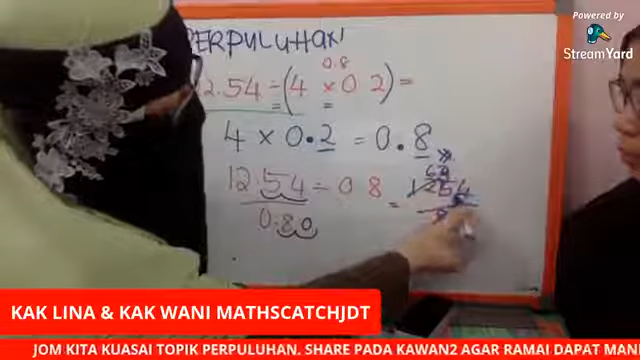 Powered by
StreamYard
PERPULUHAN
0.8
12.54 ÷ (4 × 0 2) =
4 × 0.2 = 0.8
12.54 ÷ 0 8
0.80
=
KAK LINA & KAK WANI MATHSCATCHJDT
JOM KITA KUASAI TOPIK PERPULUHAN. SHARE PADA KAWAN2 AGAR RAMAI DAPAT